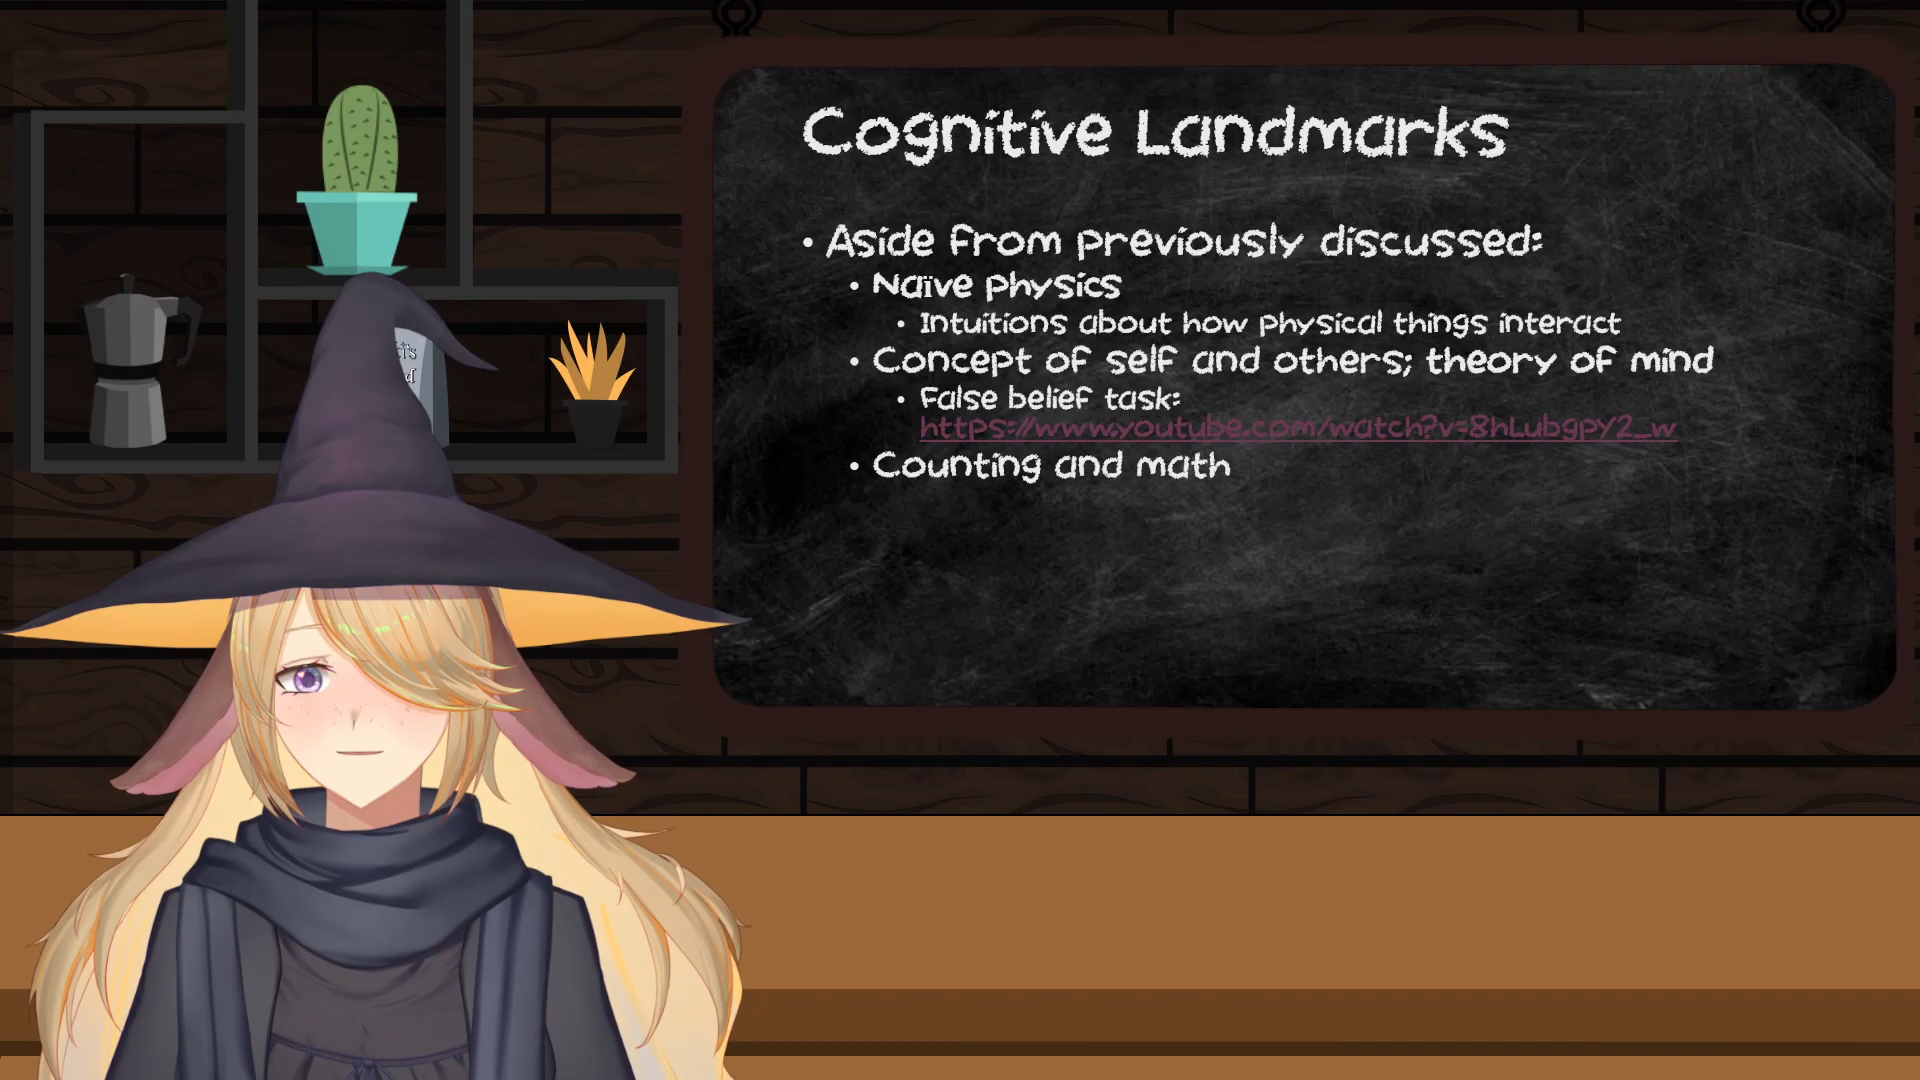 Cognitive Landmarks
• Aside from previously discussed:
• Naïve Physics
• Intuitions about how physical things interact
• Concept of self and others; theory of mind
• False belief task:
https://www.youtube.com/watch?v=8hLubgpY2_w
• Counting and math